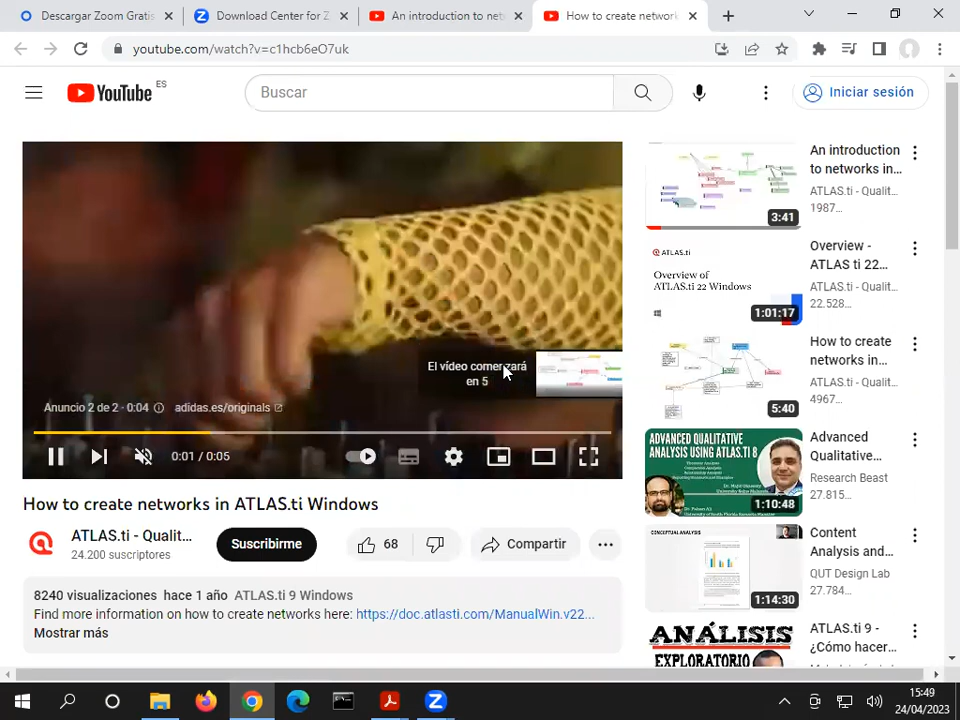 Descargar Zoom Gratis
Download Center for Z
An introduction to net
How to create network
youtube.com/watch?v=c1hcb6eO7uk
YouTube ES
Buscar
Iniciar sesión
El vídeo comenzará
en 5
Anuncio 2 de 2 · 0:04 adidas.es/originals
0:01 / 0:05
How to create networks in ATLAS.ti Windows
ATLAS.ti - Qualit...
24.200 suscriptores
Suscribirme
68
Compartir
8240 visualizaciones hace 1 año ATLAS.ti 9 Windows
Find more information on how to create networks here: https://doc.atlasti.com/ManualWin.v22...
Mostrar más
3:41
An introduction
to networks in...
ATLAS.ti - Qualit...
1987...
ATLAS.ti
Overview of
ATLAS.ti 22 Windows
1:01:17
Overview -
ATLAS ti 22...
ATLAS.ti - Qualit...
22.528...
5:40
How to create
networks in...
ATLAS.ti - Qualit...
4967...
ADVANCED QUALITATIVE
ANALYSIS USING ATLAS.TI 8
1:10:48
Advanced
Qualitative...
Research Beast
27.815...
CONCEPTUAL ANALYSIS
1:14:30
Content
Analysis and...
QUT Design Lab
27.784...
ANÁLISIS
EXPLORATORIO
ATLAS.ti 9 -
¿Cómo hacer...
15:49
24/04/2023